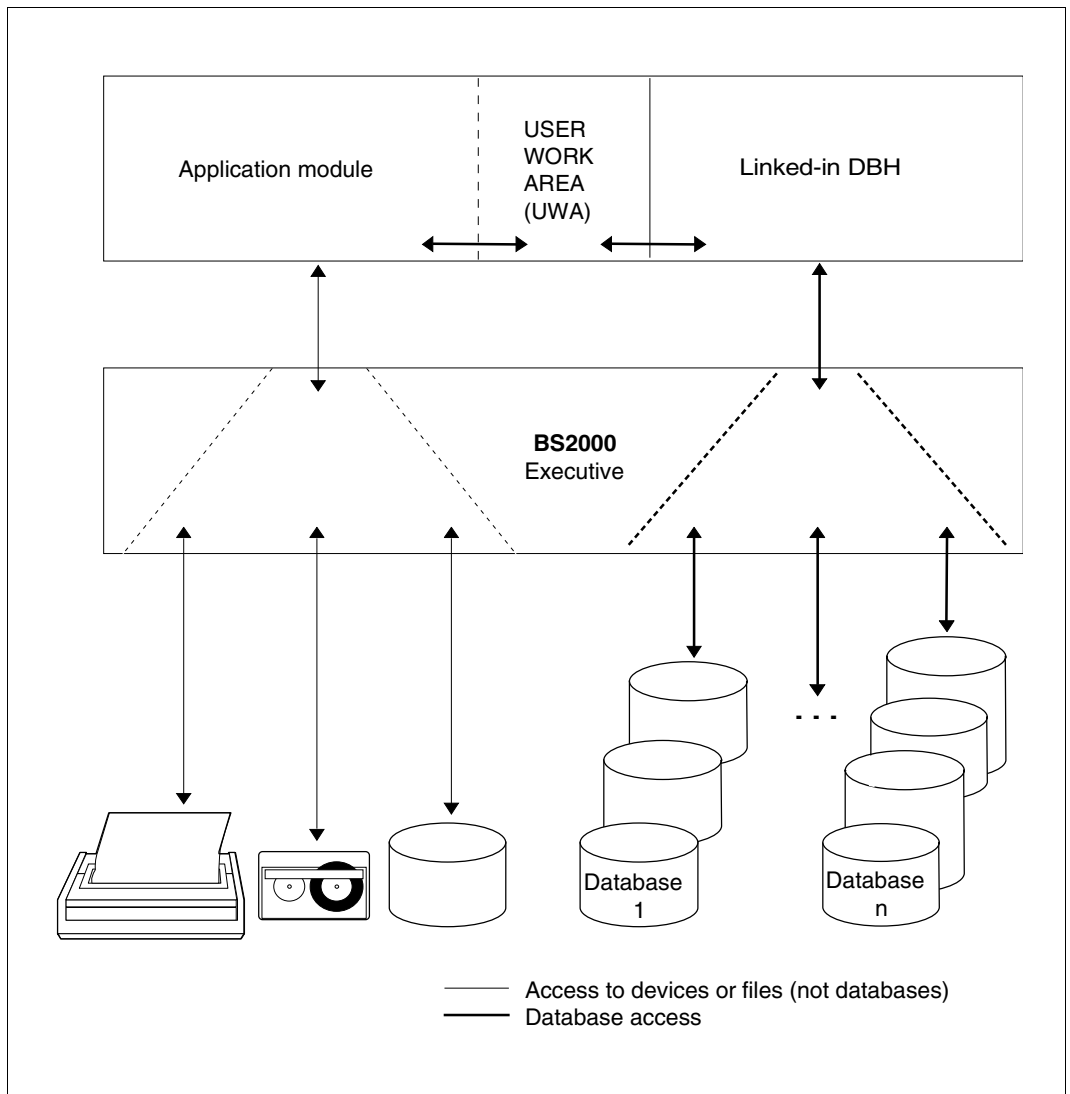 Application module
USER
WORK
AREA
(UWA)
Linked-in DBH
BS2000
Executive
. . .
Database
1
Database
n
Access to devices or files (not databases)
Database access